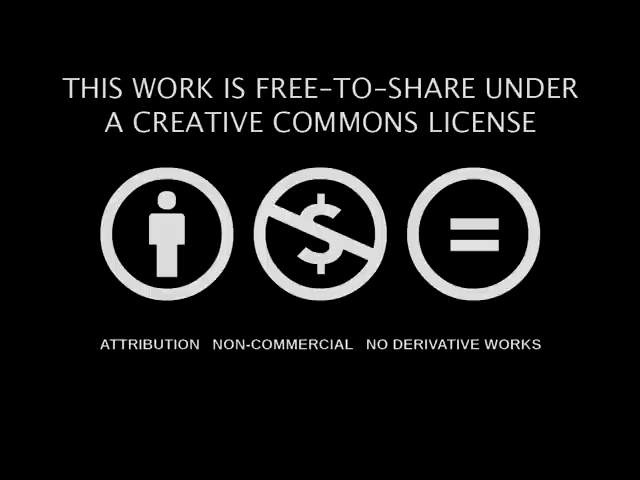 THIS WORK IS FREE-TO-SHARE UNDER
A CREATIVE COMMONS LICENSE
$
=
ATTRIBUTION NON-COMMERCIAL NO DERIVATIVE WORKS